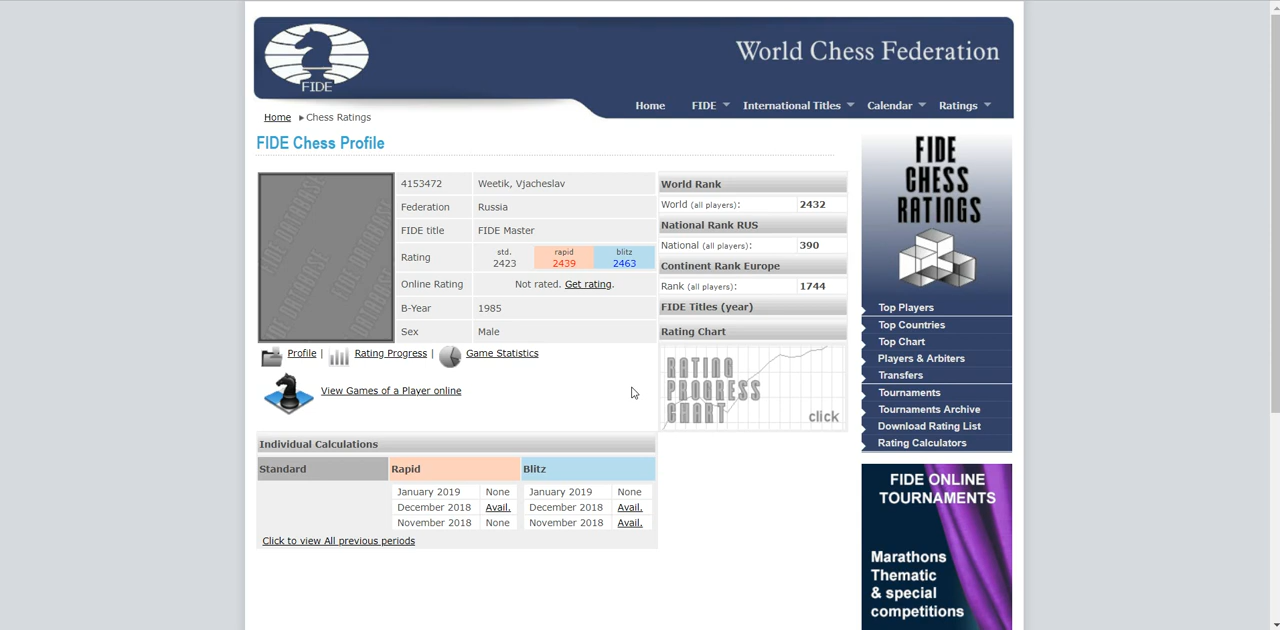 World Chess Federation
FIDE
Home FIDE International Titles Calendar Ratings
Home Chess Ratings
FIDE Chess Profile
4153472 Weetik, Vjacheslav
Federation Russia
FIDE title FIDE Master
Rating std. 2423 rapid 2439 blitz 2463
Online Rating Not rated. Get rating.
B-Year 1985
Sex Male
World Rank
World (all players): 2432
National Rank RUS
National (all players): 390
Continent Rank Europe
Rank (all players): 1744
FIDE Titles (year)
Rating Chart
RATING
PROGRESS
CHART
click
Profile | Rating Progress | Game Statistics
View Games of a Player online
Individual Calculations
Standard Rapid Blitz
January 2019 None January 2019 None
December 2018 Avail. December 2018 Avail.
November 2018 None November 2018 Avail.
Click to view All previous periods
FIDE
CHESS
RATINGS
Top Players
Top Countries
Top Chart
Players & Arbiters
Transfers
Tournaments
Tournaments Archive
Download Rating List
Rating Calculators
FIDE ONLINE
TOURNAMENTS
Marathons
Thematic
& special
competitions